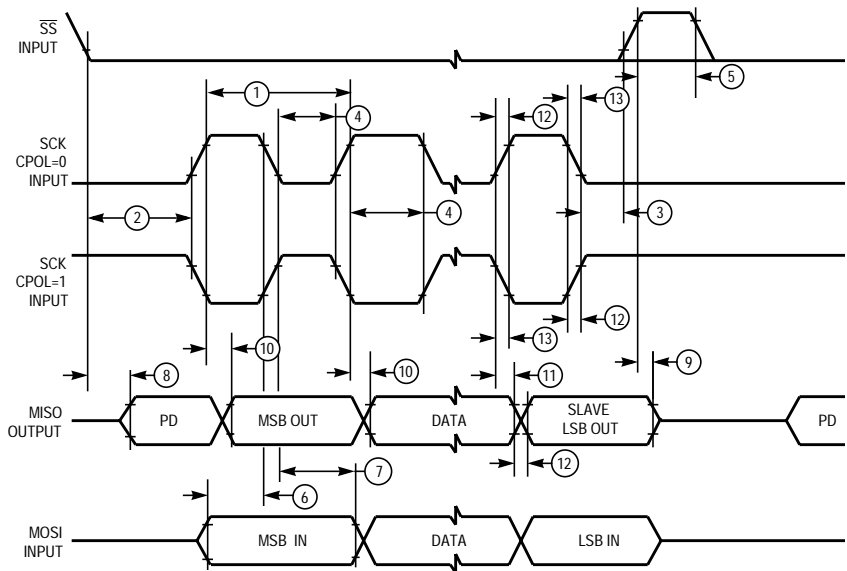 SS
INPUT
5
1
12
13
4
SCK
CPOL=0
INPUT
2
4
3
SCK
CPOL=1
INPUT
12
13
10
10
9
8
11
MISO
OUTPUT
PD
MSB OUT
DATA
SLAVE
LSB OUT
PD
12
7
6
MOSI
INPUT
MSB IN
DATA
LSB IN